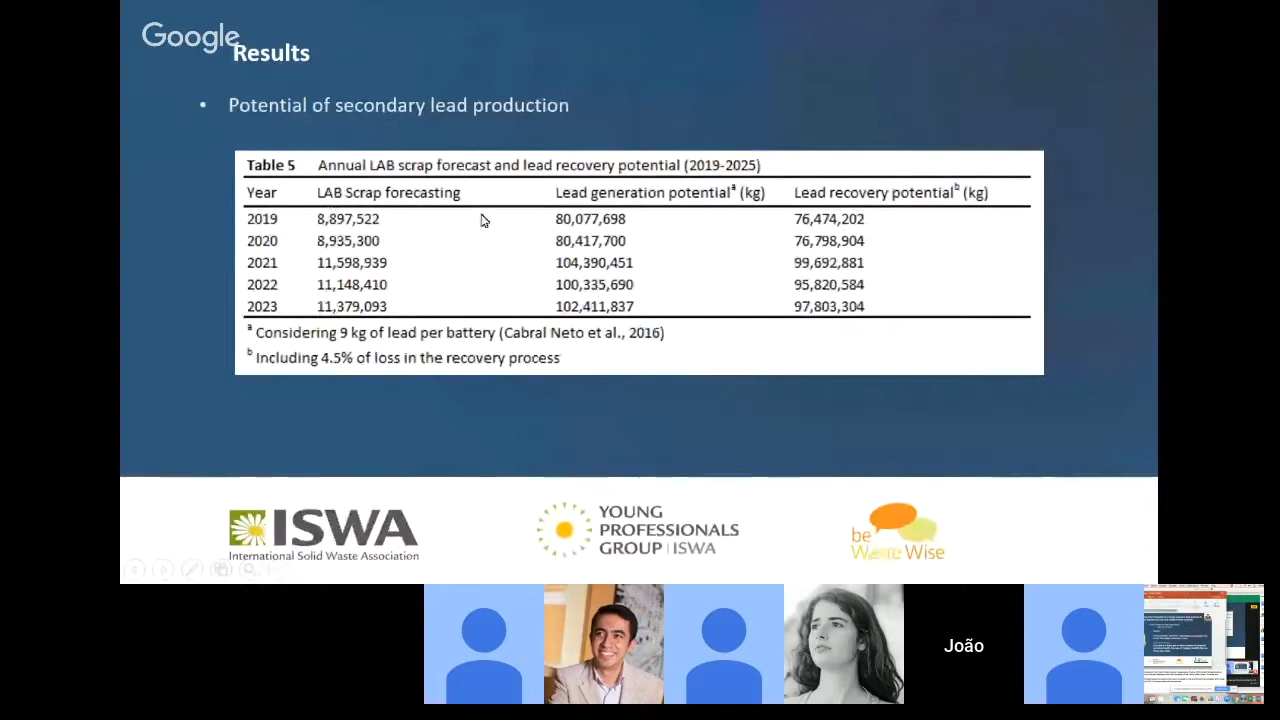 Google
Results
• Potential of secondary lead production
Table 5 Annual LAB scrap forecast and lead recovery potential (2019-2025)
Year LAB Scrap forecasting Lead generation potentialᵃ (kg) Lead recovery potentialᵇ (kg)
2019 8,897,522 80,077,698 76,474,202
2020 8,935,300 80,417,700 76,798,904
2021 11,598,939 104,390,451 99,692,881
2022 11,148,410 100,335,690 95,820,584
2023 11,379,093 102,411,837 97,803,304
ᵃ Considering 9 kg of lead per battery (Cabral Neto et al., 2016)
ᵇ Including 4.5% of loss in the recovery process
ISWA
International Solid Waste Association
YOUNG
PROFESSIONALS
GROUP | ISWA
be
Waste Wise
João